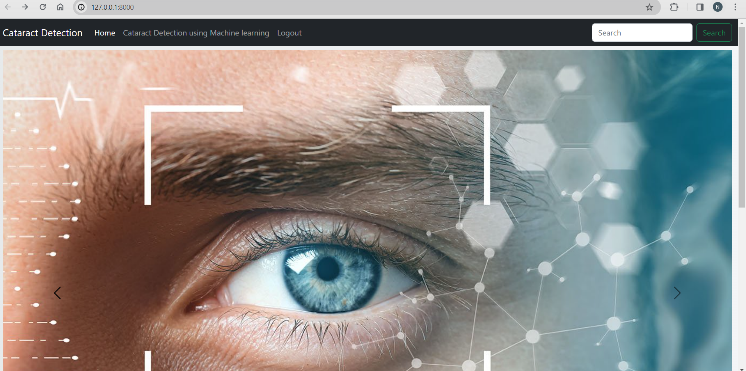 127.0.0.1:8000
N
Cataract Detection Home Cataract Detection using Machine learning Logout Search Search